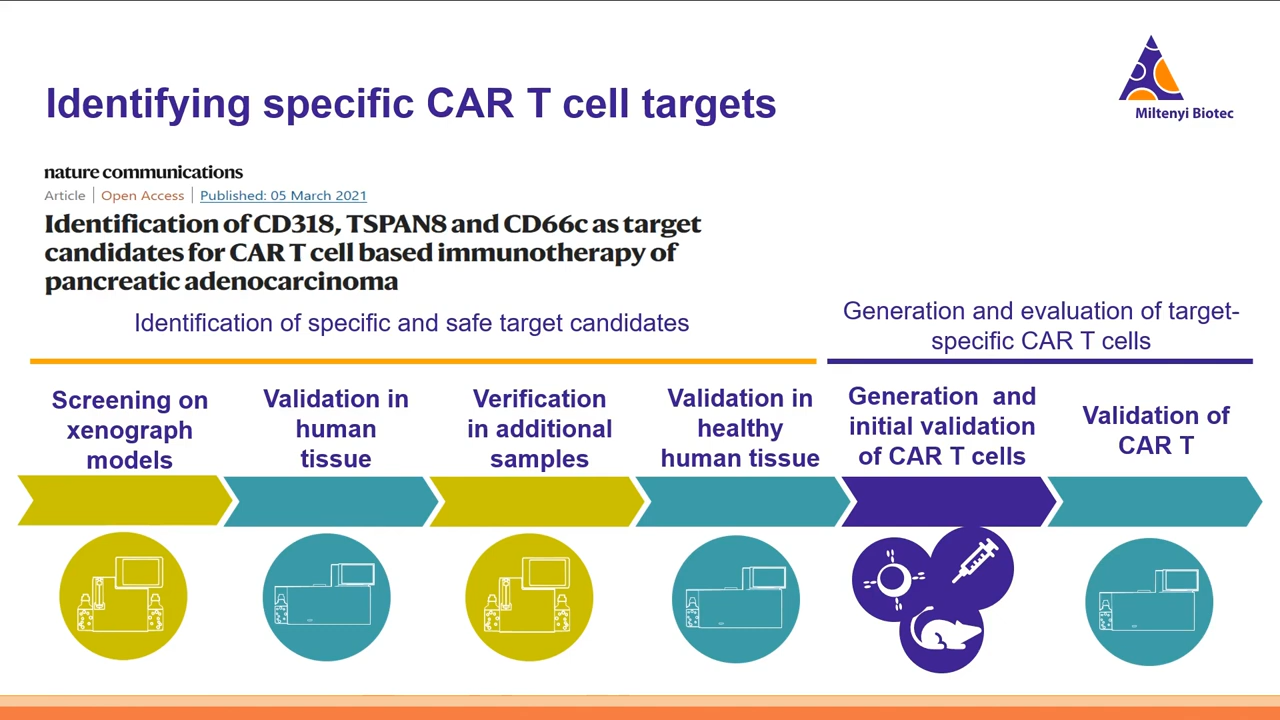 Identifying specific CAR T cell targets
Miltenyi Biotec
nature communications
Article | Open Access | Published: 05 March 2021
Identification of CD318, TSPAN8 and CD66c as target
candidates for CAR T cell based immunotherapy of
pancreatic adenocarcinoma
Identification of specific and safe target candidates
Generation and evaluation of target-
specific CAR T cells
Screening on
xenograph
models
Validation in
human
tissue
Verification
in additional
samples
Validation in
healthy
human tissue
Generation and
initial validation
of CAR T cells
Validation of
CAR T